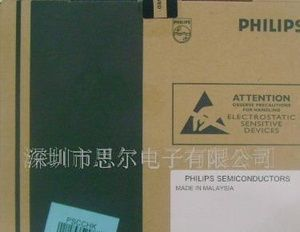 PHILIPS
PHILIPS
ATTENTION
OBSERVE PRECAUTIONS
FOR HANDLING
ELECTROSTATIC
SENSITIVE
DEVICES
深圳市思尔电子有限公司
PHILIPS SEMICONDUCTORS
MADE IN MALAYSIA
PSCCHK